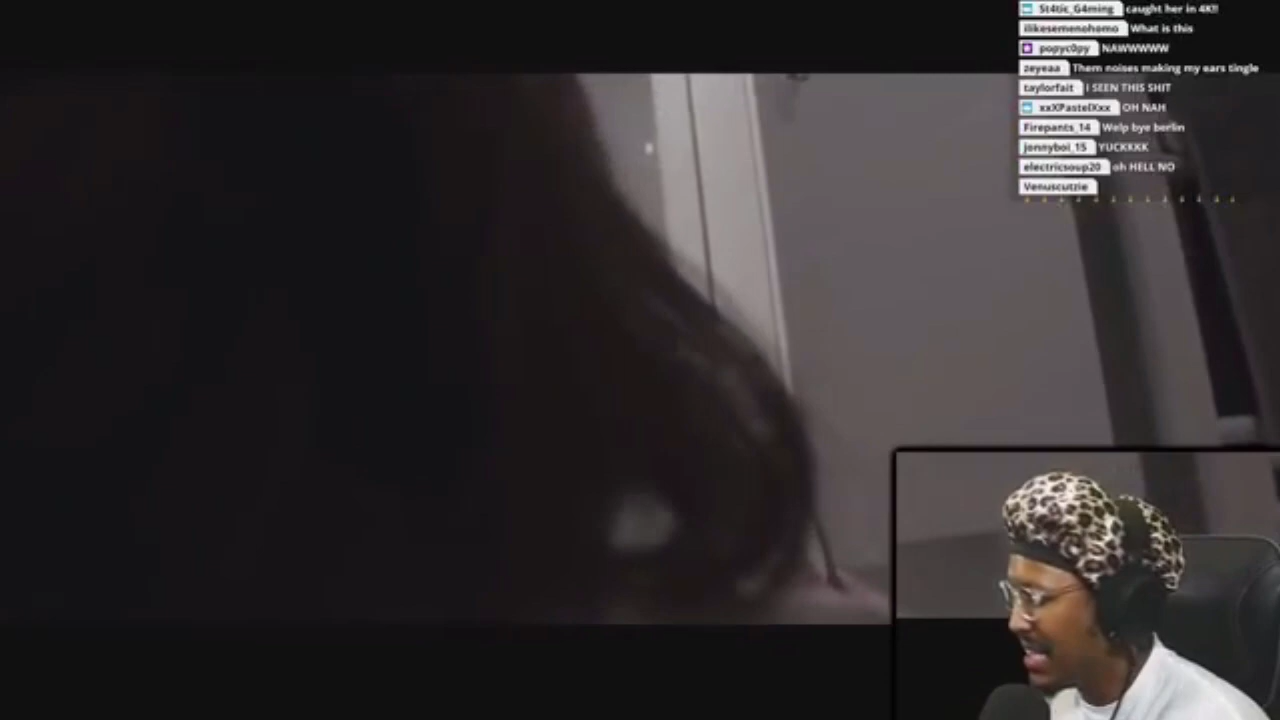 St4tic_G4ming caught her in 4K!!
ilikesemenohomo What is this
popyc0py NAWWWWW
zeyeaa Them noises making my ears tingle
taylorfait I SEEN THIS SHIT
xxXPastelXxx OH NAH
Firepants_14 Welp bye berlin
jonnyboi_15 YUCKKKK
electricsoup20 oh HELL NO
Venuscutzie